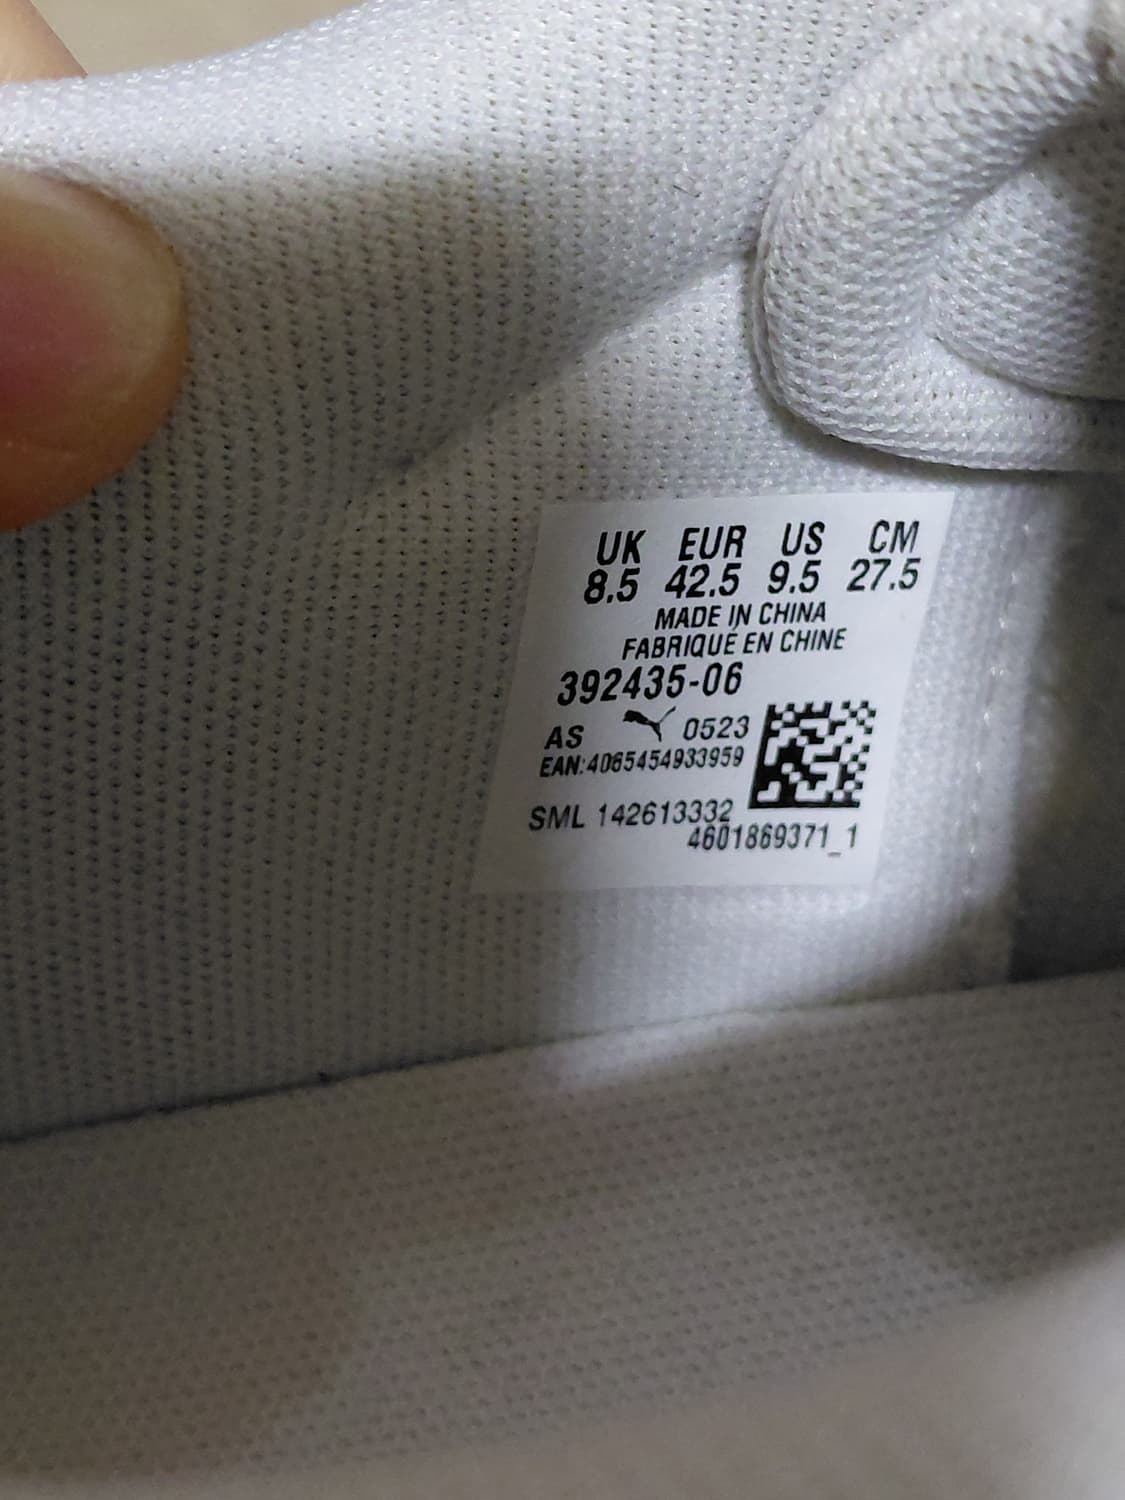 UK EUR US CM
8.5 42.5 9.5 27.5
MADE IN CHINA
FABRIQUÉ EN CHINE
392435-06
AS 0523
EAN:4065454933959
SML 142613332
4601869371_1